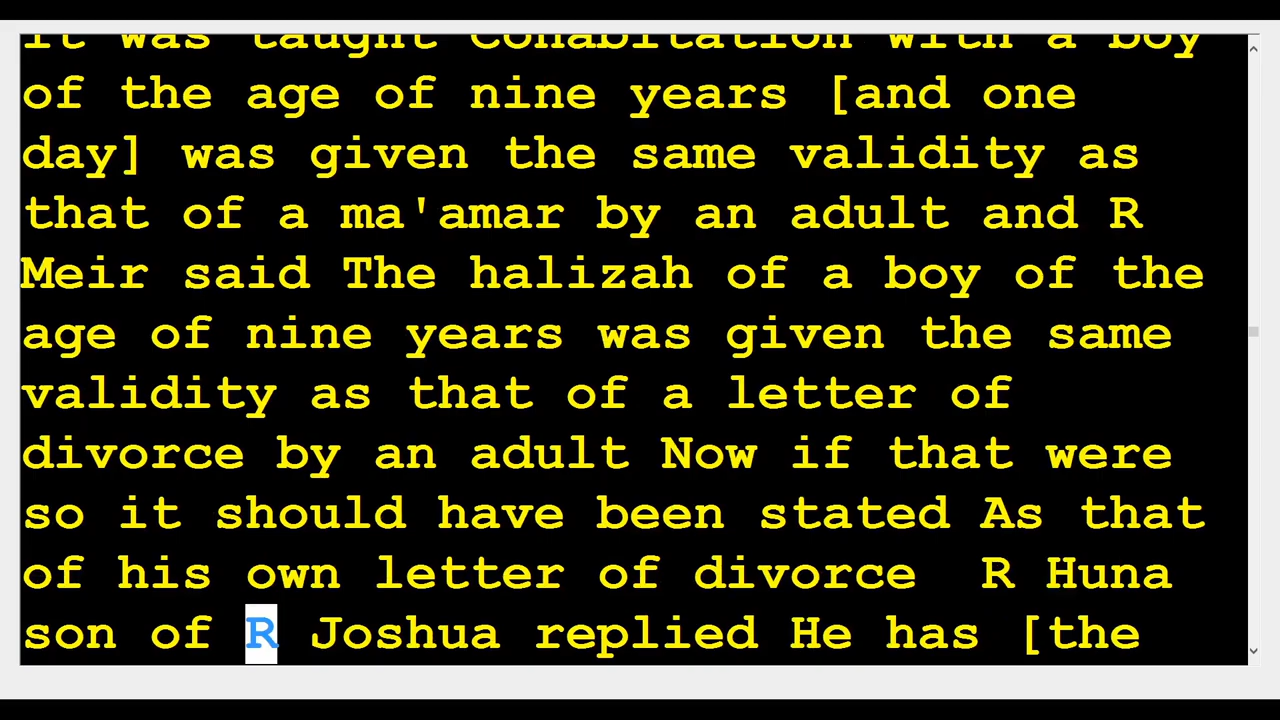 it was taught Cohabitation with a boy
of the age of nine years [and one
day] was given the same validity as
that of a ma'amar by an adult and R
Meir said The halizah of a boy of the
age of nine years was given the same
validity as that of a letter of
divorce by an adult Now if that were
so it should have been stated As that
of his own letter of divorce  R Huna
son of R Joshua replied He has [the